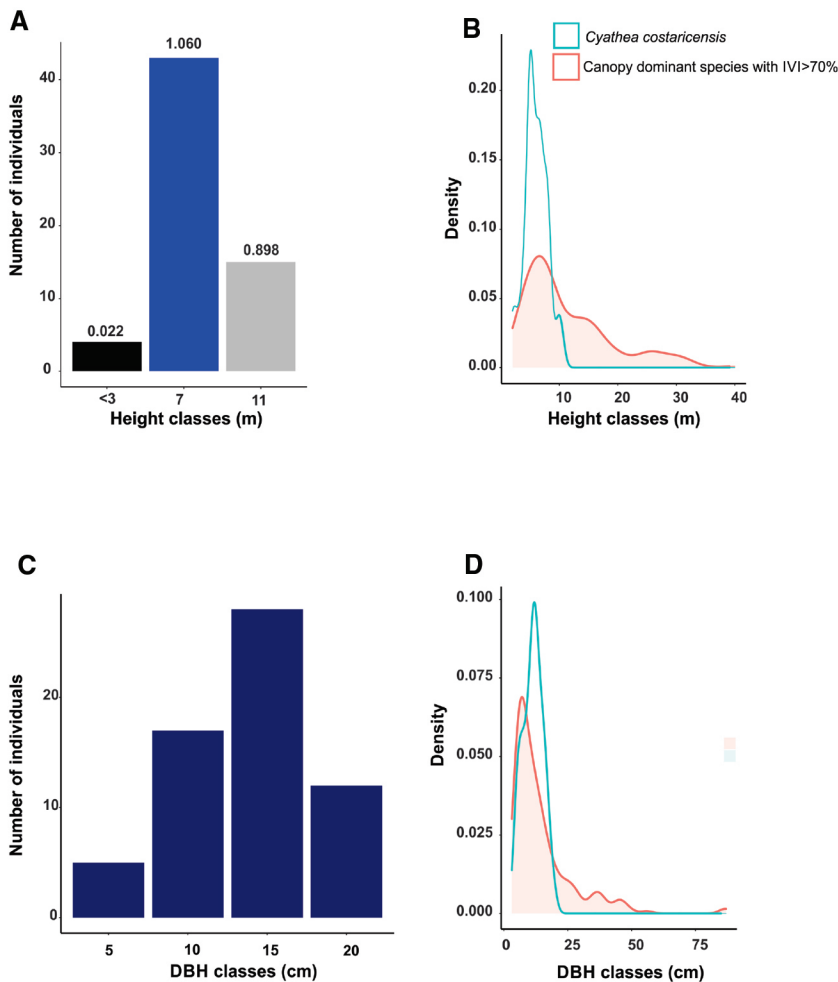 A
Number of individuals
40
30
20
10
0
1.060
0.898
0.022
<3
7
11
Height classes (m)
B
Cyathea costaricensis
Canopy dominant species with IVI>70%
Density
0.20
0.15
0.10
0.05
0.00
10
20
30
40
Height classes (m)
C
Number of individuals
20
10
0
5
10
15
20
DBH classes (cm)
D
Density
0.100
0.075
0.050
0.025
0.000
0
25
50
75
DBH classes (cm)